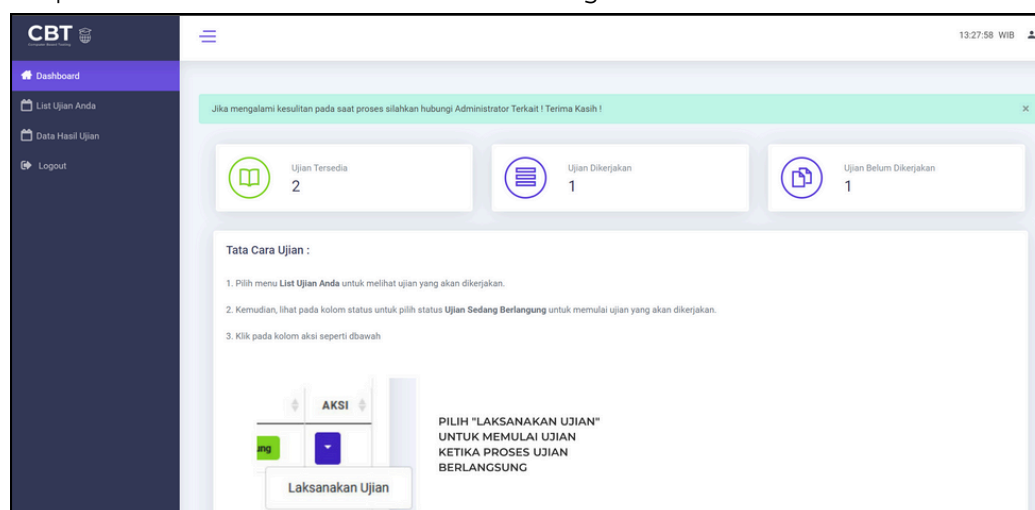 CBT
13:27:58 WIB
Dashboard
List Ujian Anda
Data Hasil Ujian
Logout
Jika mengalami kesulitan pada saat proses silahkan hubungi Administrator Terkait ! Terima Kasih !
×
Ujian Tersedia
2
Ujian Dikerjakan
1
Ujian Belum Dikerjakan
1
Tata Cara Ujian :
1. Pilih menu List Ujian Anda untuk melihat ujian yang akan dikerjakan.
2. Kemudian, lihat pada kolom status untuk pilih status Ujian Sedang Berlangung untuk memulai ujian yang akan dikerjakan.
3. Klik pada kolom aksi seperti dbawah
AKSI
ung
Laksanakan Ujian
PILIH "LAKSANAKAN UJIAN"
UNTUK MEMULAI UJIAN
KETIKA PROSES UJIAN
BERLANGSUNG